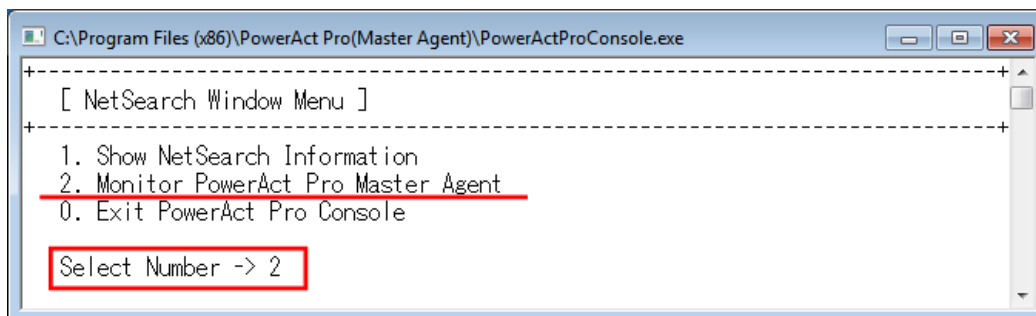 C:\Program Files (x86)\PowerAct Pro(Master Agent)\PowerActProConsole.exe
+------------------------------------------------------------------------------+
[ NetSearch Window Menu ]
+------------------------------------------------------------------------------+
1. Show NetSearch Information
2. Monitor PowerAct Pro Master Agent
0. Exit PowerAct Pro Console
Select Number -> 2